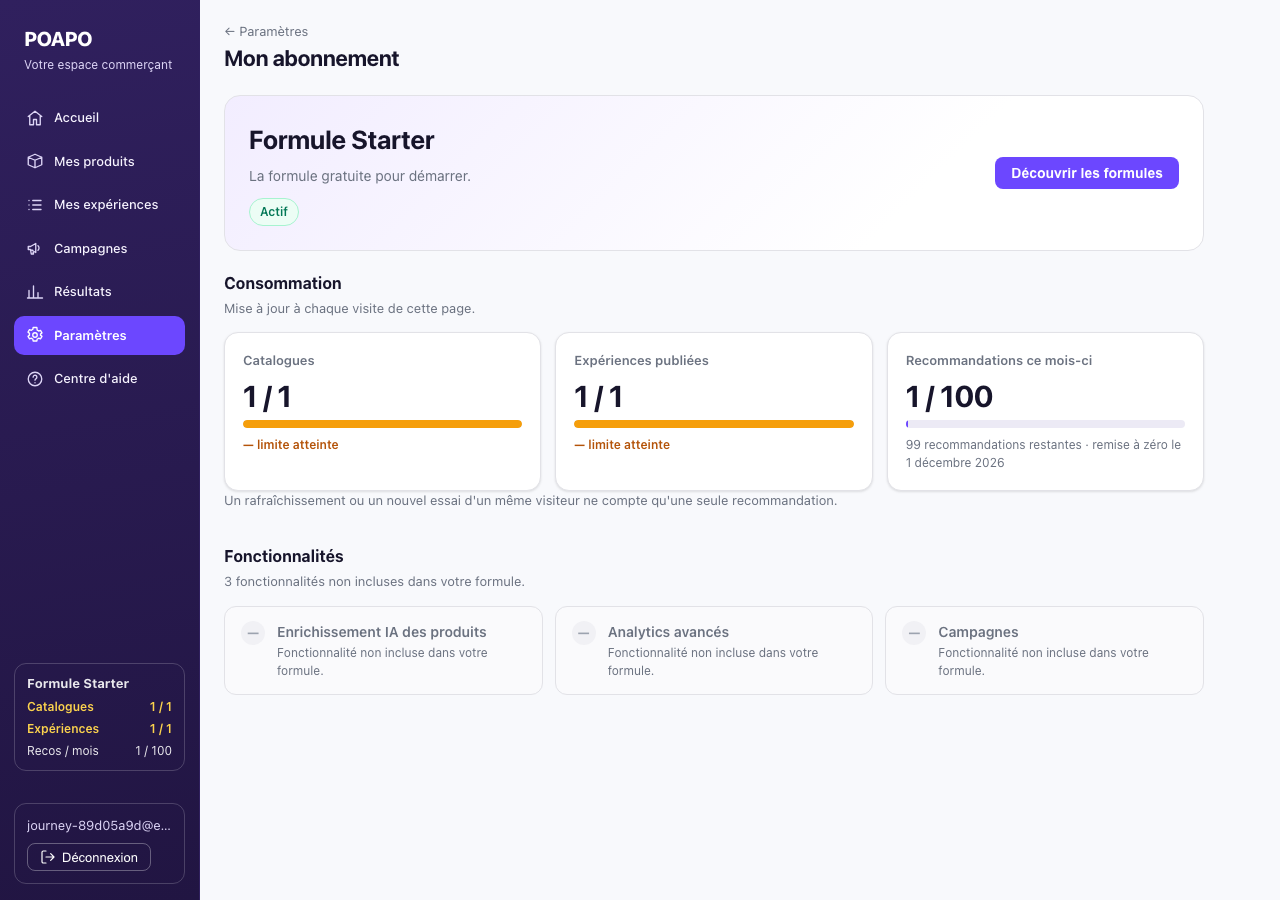 POAPO
Votre espace commerçant
Accueil
Mes produits
Mes expériences
Campagnes
Résultats
Paramètres
Centre d'aide
Formule Starter
Catalogues 1 / 1
Expériences 1 / 1
Recos / mois 1 / 100
journey-89d05a9d@e...
Déconnexion
← Paramètres
Mon abonnement
Formule Starter
La formule gratuite pour démarrer.
Actif
Découvrir les formules
Consommation
Mise à jour à chaque visite de cette page.
Catalogues
1 / 1
— limite atteinte
Expériences publiées
1 / 1
— limite atteinte
Recommandations ce mois-ci
1 / 100
99 recommandations restantes · remise à zéro le
1 décembre 2026
Un rafraîchissement ou un nouvel essai d'un même visiteur ne compte qu'une seule recommandation.
Fonctionnalités
3 fonctionnalités non incluses dans votre formule.
— Enrichissement IA des produits
Fonctionnalité non incluse dans votre
formule.
— Analytics avancés
Fonctionnalité non incluse dans votre
formule.
— Campagnes
Fonctionnalité non incluse dans votre
formule.